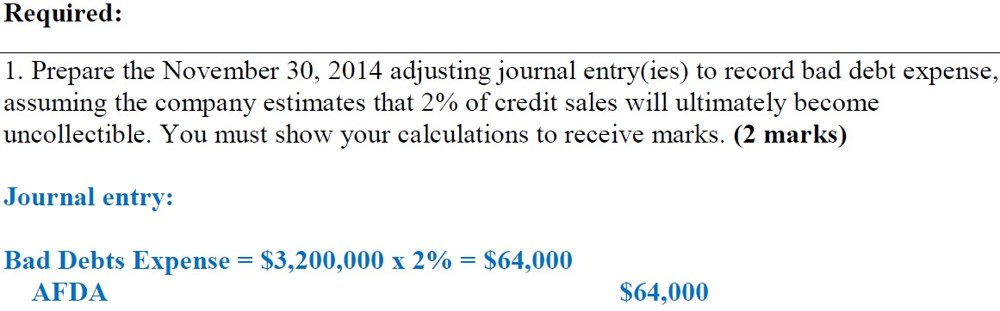 Required:
1. Prepare the November 30, 2014 adjusting journal entry(ies) to record bad debt expense,
assuming the company estimates that 2% of credit sales will ultimately become
uncollectible. You must show your calculations to receive marks. (2 marks)
Journal entry:
Bad Debts Expense = $3,200,000 x 2% = $64,000
AFDA $64,000